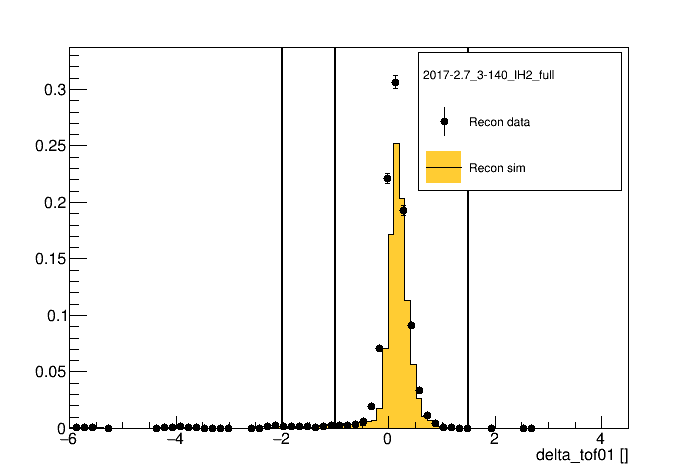 2017-2.7_3-140_IH2_full
Recon data
Recon sim
0.3
0.25
0.2
0.15
0.1
0.05
0
−6 −4 −2 0 2 4
delta_tof01 []